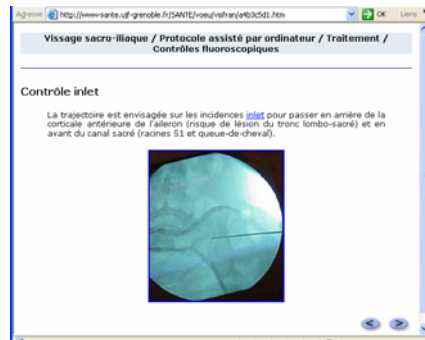 Adresse http://www-sante.ujf-grenoble.fr/SANTE/voeu/visfran/a4b3c5d1.htm OK Liens
Vissage sacro-iliaque / Protocole assisté par ordinateur / Traitement /
Contrôles fluoroscopiques
Contrôle inlet
La trajectoire est envisagée sur les incidences inlet pour passer en arrière de la
corticale antérieure de l'aileron (risque de lésion du tronc lombo-sacré) et en
avant du canal sacré (racines S1 et queue-de-cheval).